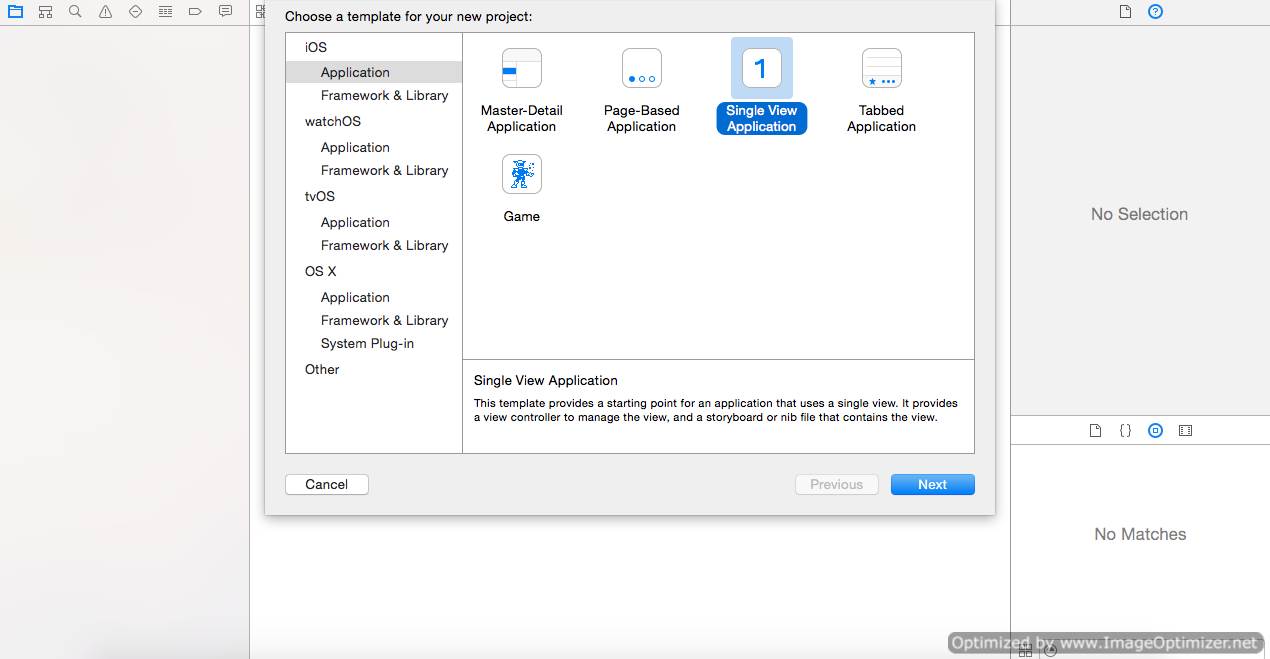 Choose a template for your new project:
iOS
Application
Framework & Library
watchOS
Application
Framework & Library
tvOS
Application
Framework & Library
OS X
Application
Framework & Library
System Plug-in
Other
Master-Detail
Application
Page-Based
Application
1
Single View
Application
Tabbed
Application
Game
Single View Application
This template provides a starting point for an application that uses a single view. It provides
a view controller to manage the view, and a storyboard or nib file that contains the view.
Cancel
Previous
Next
?
No Selection
{}
No Matches
Optimized by www.ImageOptimizer.net